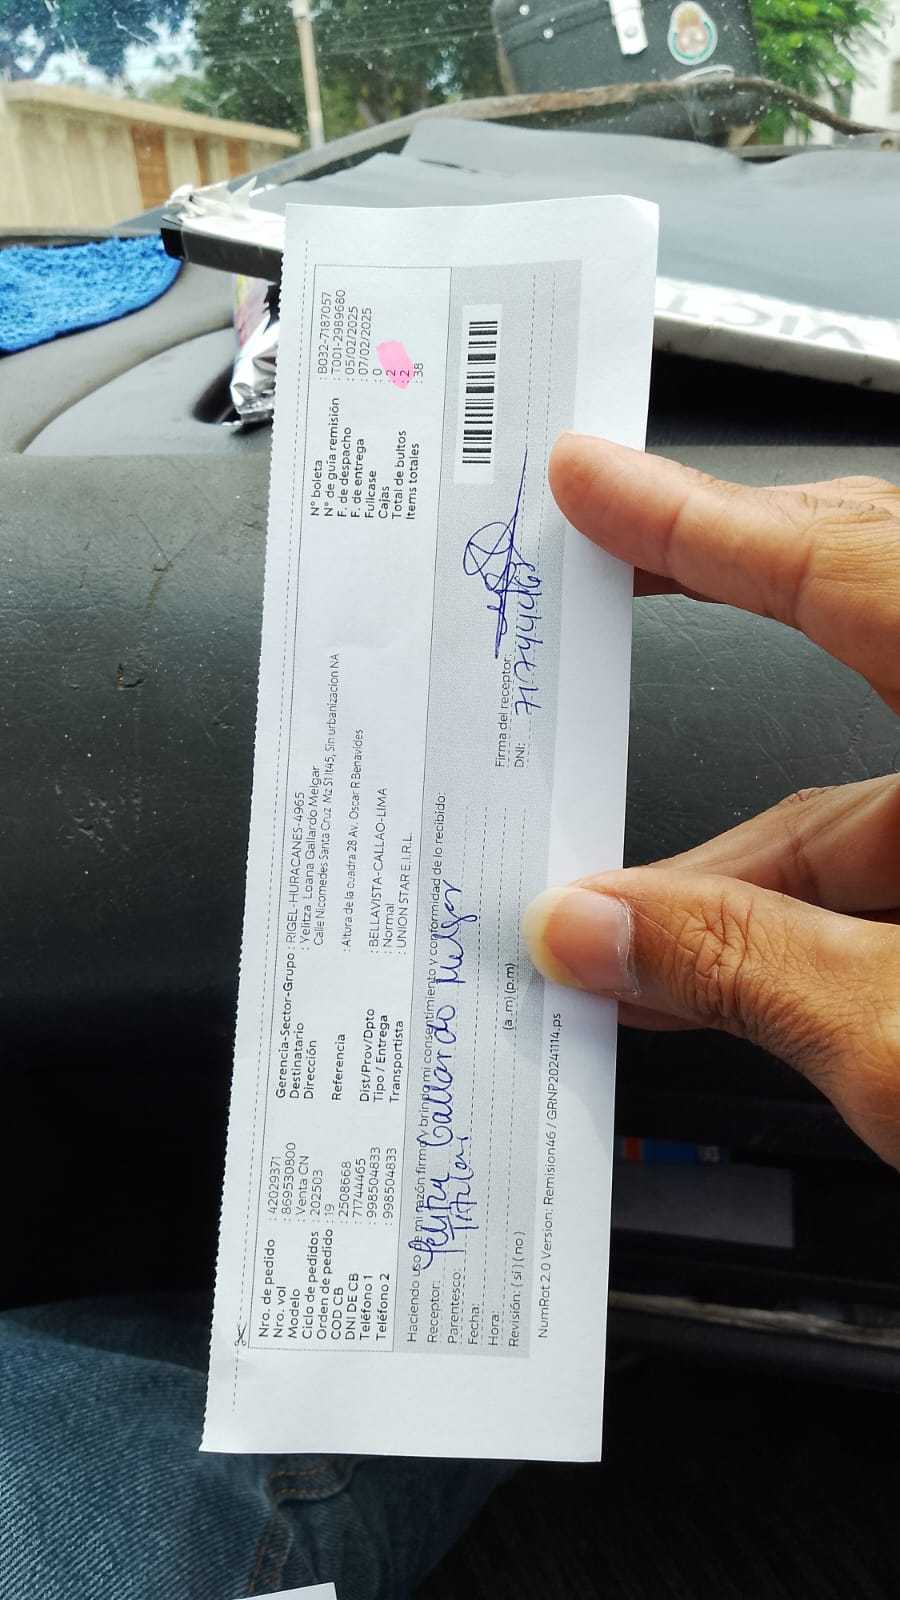 Nro. de pedido : 42029371
Nro. vol : 869530800
Modelo : Venta CN
Ciclo de pedidos : 202503
Orden de pedido : 19
COD CB : 2508668
DNI DE CB : 71744465
Teléfono 1 : 998504833
Teléfono 2 : 998504833
Gerencia-Sector-Grupo : RIGEL-HURACANES-4965
Destinatario : Yelitza Loana Gallardo Melgar
Dirección Calle Nicomedes Santa Cruz Mz S1 lt45, Sin urbanizacion NA
Referencia : Altura de la cuadra 28 Av. Oscar R Benavides
Dist/Prov/Dpto : BELLAVISTA-CALLAO-LIMA
Tipo / Entrega : Normal
Transportista : UNION STAR E.I.R.L.
N° boleta : B032-7187057
N° de guía remisión : T001-2989680
F. de despacho : 05/02/2025
F. de entrega : 07/02/2025
Fullcase : 0
Cajas : 2
Total de bultos : 2
Items totales : 38
Haciendo uso de mi razón firmo y brindo mi consentimiento y conformidad de lo recibido:
Receptor: Yelitza Gallardo Melgar
Parentesco: Titular
Fecha:
Hora: (a .m) (p.m)
Revisión: ( si ) ( no )
Firma del receptor:
DNI: 71744465
NumRot 2.0 Version: Remision46 / GRNP20241114.ps